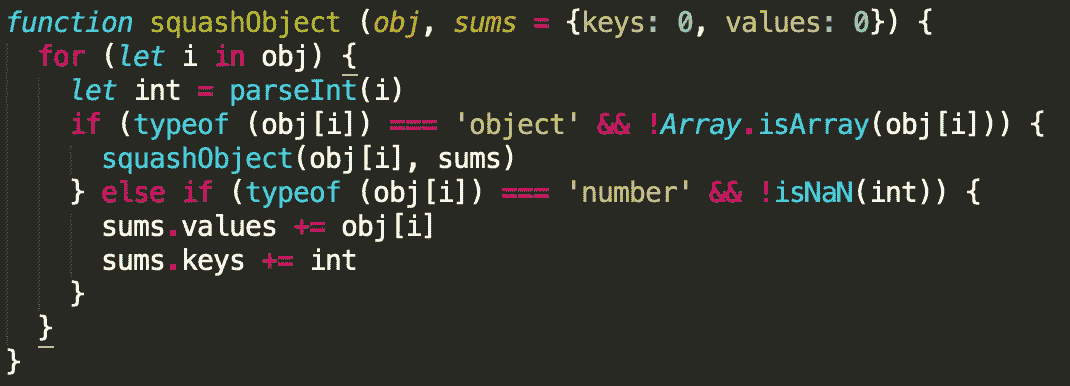 function squashObject (obj, sums = {keys: 0, values: 0}) {
  for (let i in obj) {
    let int = parseInt(i)
    if (typeof (obj[i]) === 'object' && !Array.isArray(obj[i])) {
      squashObject(obj[i], sums)
    } else if (typeof (obj[i]) === 'number' && !isNaN(int)) {
      sums.values += obj[i]
      sums.keys += int
    }
  }
}